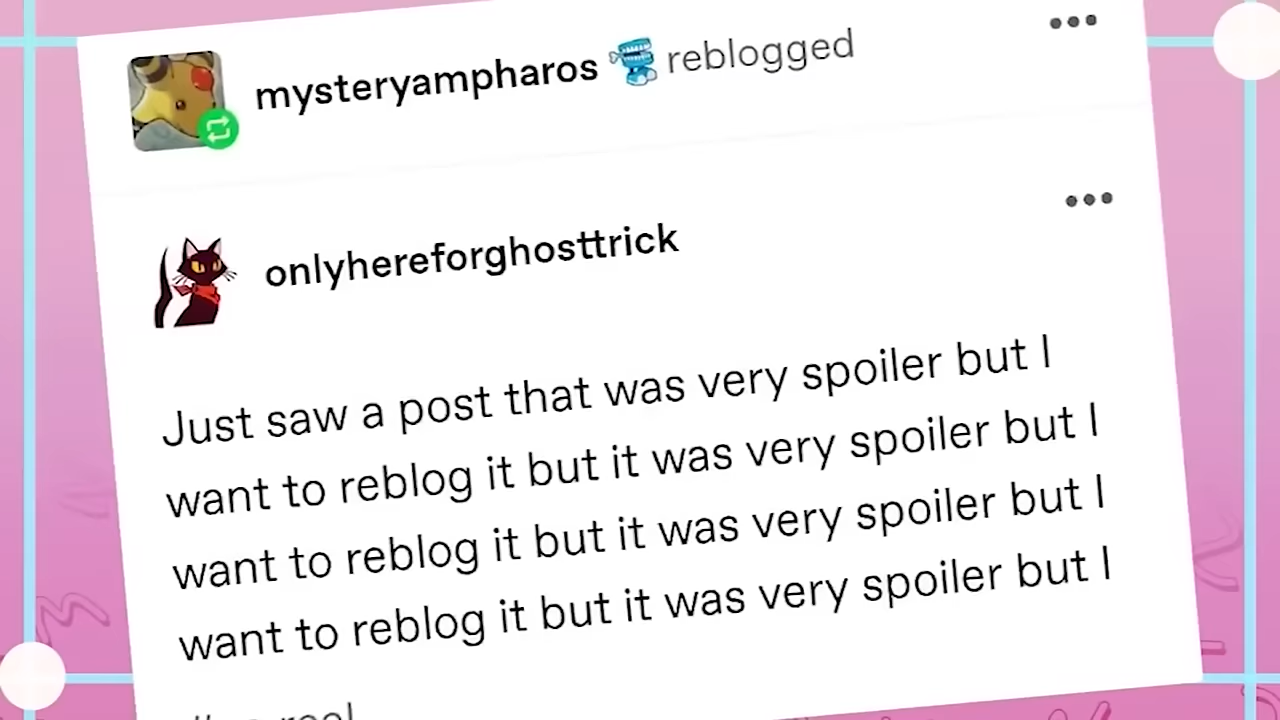 mysteryampharos reblogged
onlyhereforghosttrick
Just saw a post that was very spoiler but I
want to reblog it but it was very spoiler but I
want to reblog it but it was very spoiler but I
want to reblog it but it was very spoiler but I